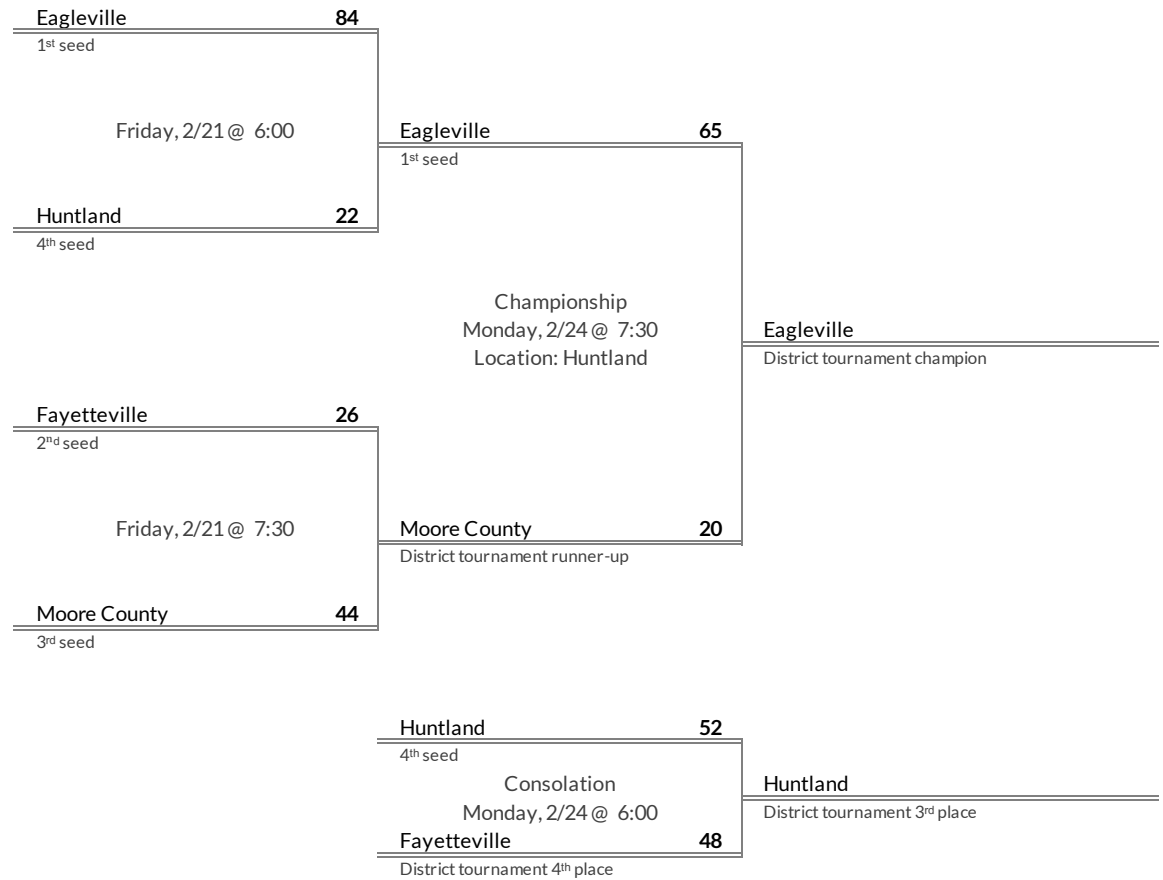 Eagleville 84
1st seed
Friday, 2/21 @ 6:00
Eagleville 65
1st seed
Huntland 22
4th seed
Championship
Monday, 2/24 @ 7:30
Location: Huntland
Eagleville
District tournament champion
Fayetteville 26
2nd seed
Friday, 2/21 @ 7:30
Moore County 20
District tournament runner-up
Moore County 44
3rd seed
Huntland 52
4th seed
Consolation
Monday, 2/24 @ 6:00
Huntland
District tournament 3rd place
Fayetteville 48
District tournament 4th place